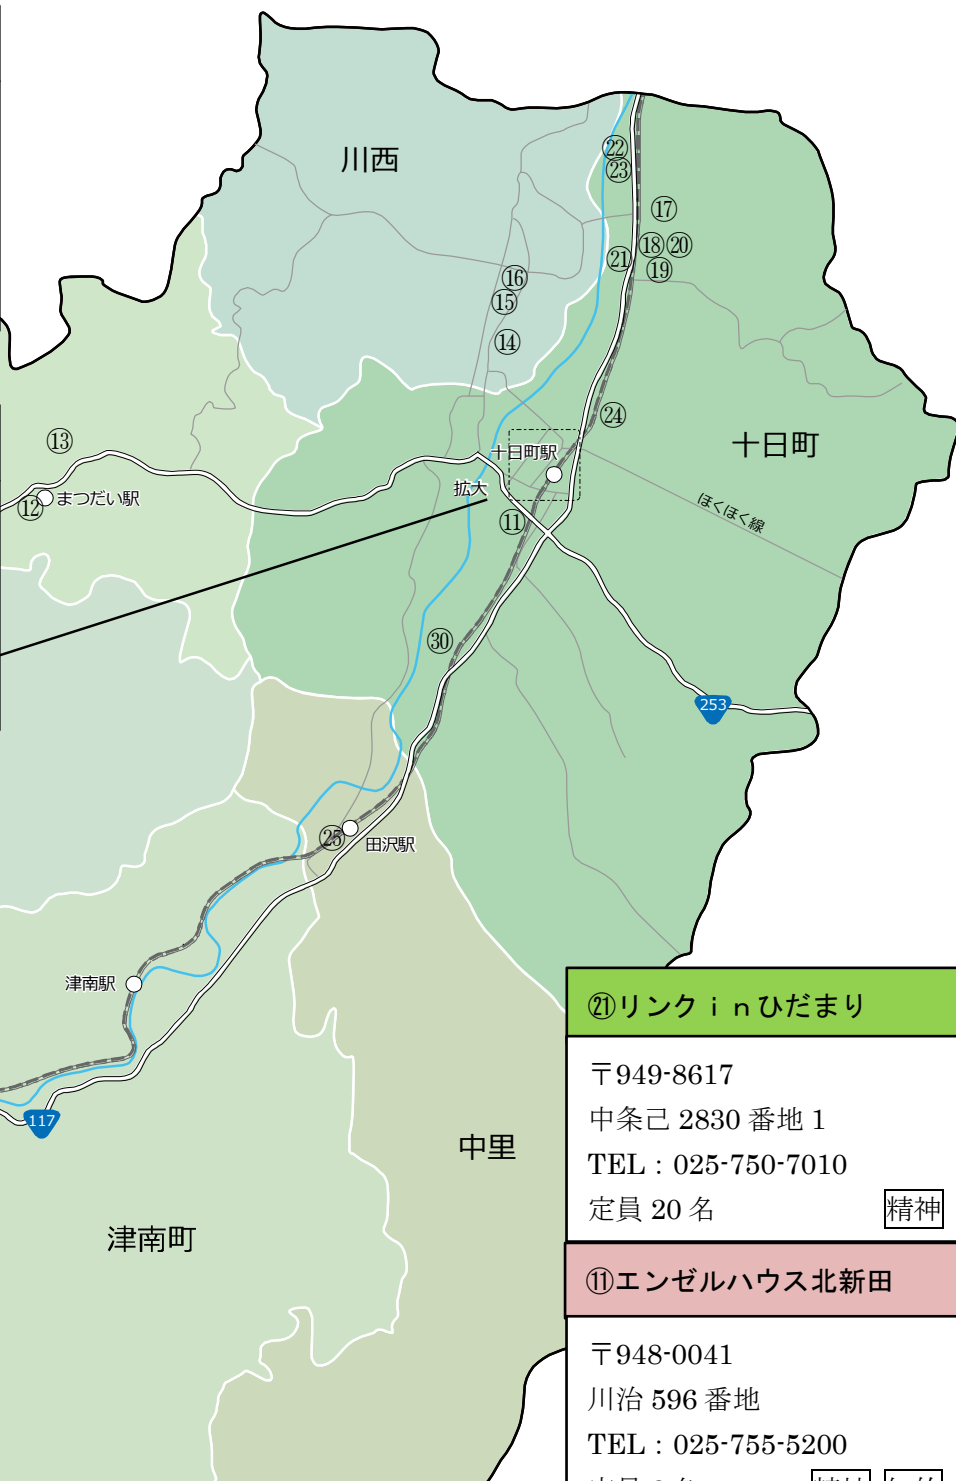 川西
㉒
㉓
⑰
⑱⑳
㉑
⑲
⑯
⑮
⑭
㉔
⑬
十日町
十日町駅
拡大
まつだい駅
⑫
⑪
ほくほく線
㉚
253
㉕
田沢駅
津南駅
117
中里
津南町
㉑リンクｉｎひだまり
〒949-8617
中条己 2830 番地 1
TEL：025-750-7010
定員 20 名 精神
⑪エンゼルハウス北新田
〒948-0041
川治 596 番地
TEL：025-755-5200